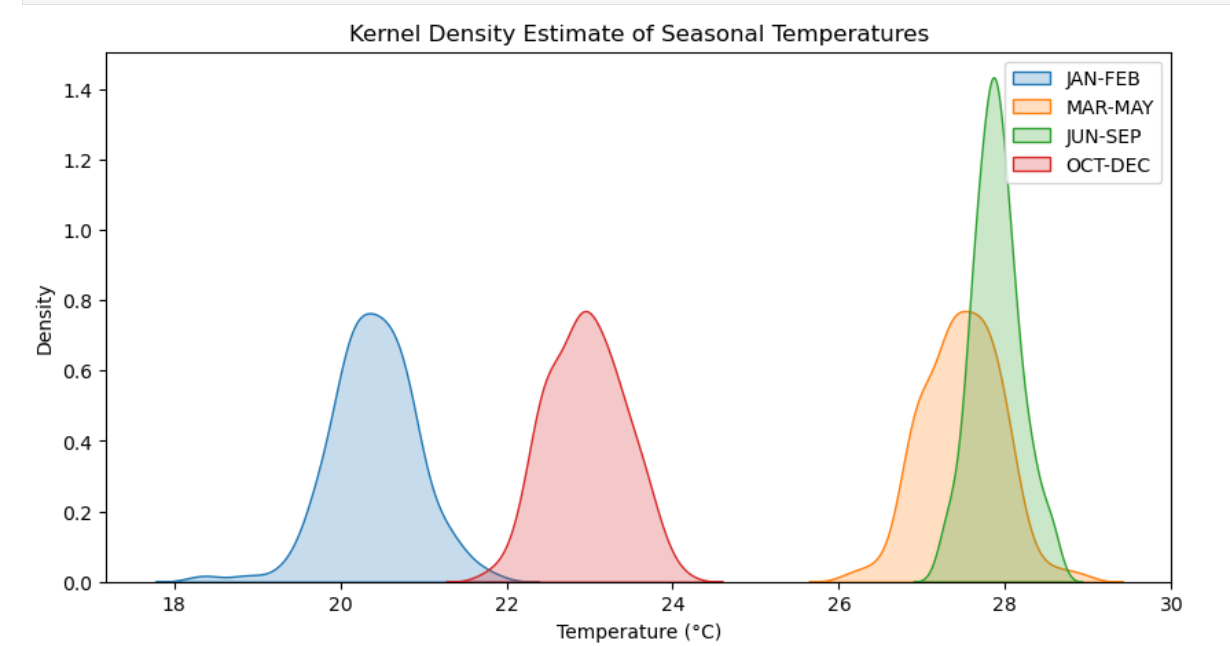 Kernel Density Estimate of Seasonal Temperatures
JAN-FEB
MAR-MAY
JUN-SEP
OCT-DEC
Density
1.4
1.2
1.0
0.8
0.6
0.4
0.2
0.0
18 20 22 24 26 28 30
Temperature (°C)